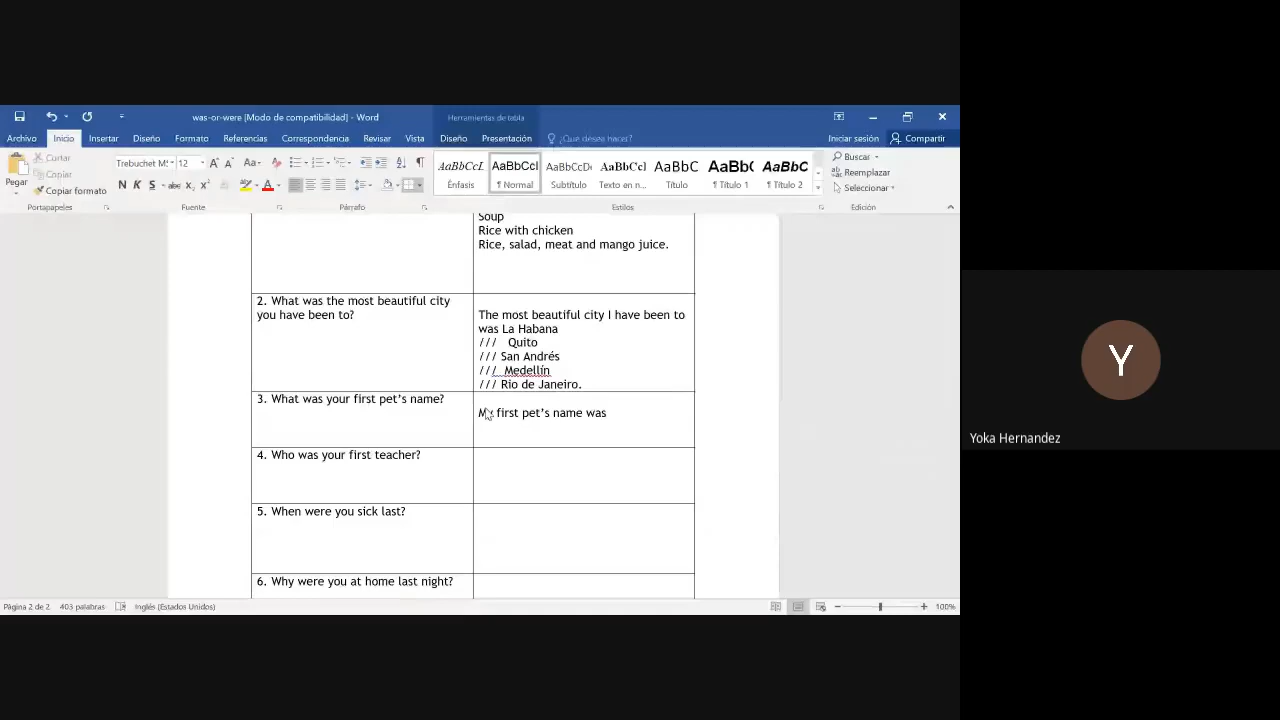 was-or-were [Modo de compatibilidad] - Word
Herramientas de tabla
Archivo Inicio Insertar Diseño Formato Referencias Correspondencia Revisar Vista Diseño Presentación ¿Que desea hacer? Iniciar sesión Compartir
Pegar
Cortar
Copiar
Copiar formato
Portapapeles
Trebuchet MS 12
N K S abc x₂ x²
Fuente
Párrafo
AaBbCcL AaBbCcI AaBbCcD AaBbCcI AaBbC AaBb( AaBbC
Énfasis ¶ Normal Subtítulo Texto en n... Título ¶ Título 1 ¶ Título 2
Estilos
Buscar
Reemplazar
Seleccionar
Edición
Soup
Rice with chicken
Rice, salad, meat and mango juice.
2. What was the most beautiful city
you have been to?
The most beautiful city I have been to
was La Habana
/// Quito
/// San Andrés
/// Medellín
/// Rio de Janeiro.
3. What was your first pet's name?
My first pet's name was
4. Who was your first teacher?
5. When were you sick last?
6. Why were you at home last night?
Página 2 de 2 403 palabras Inglés (Estados Unidos) 100%
Y
Yoka Hernandez